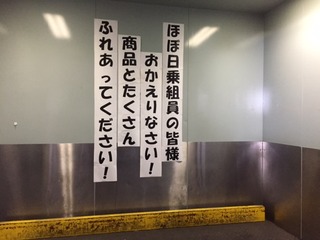 ほぼ日乗組員の皆様
おかえりなさい！
商品とたくさん
ふれあってください！